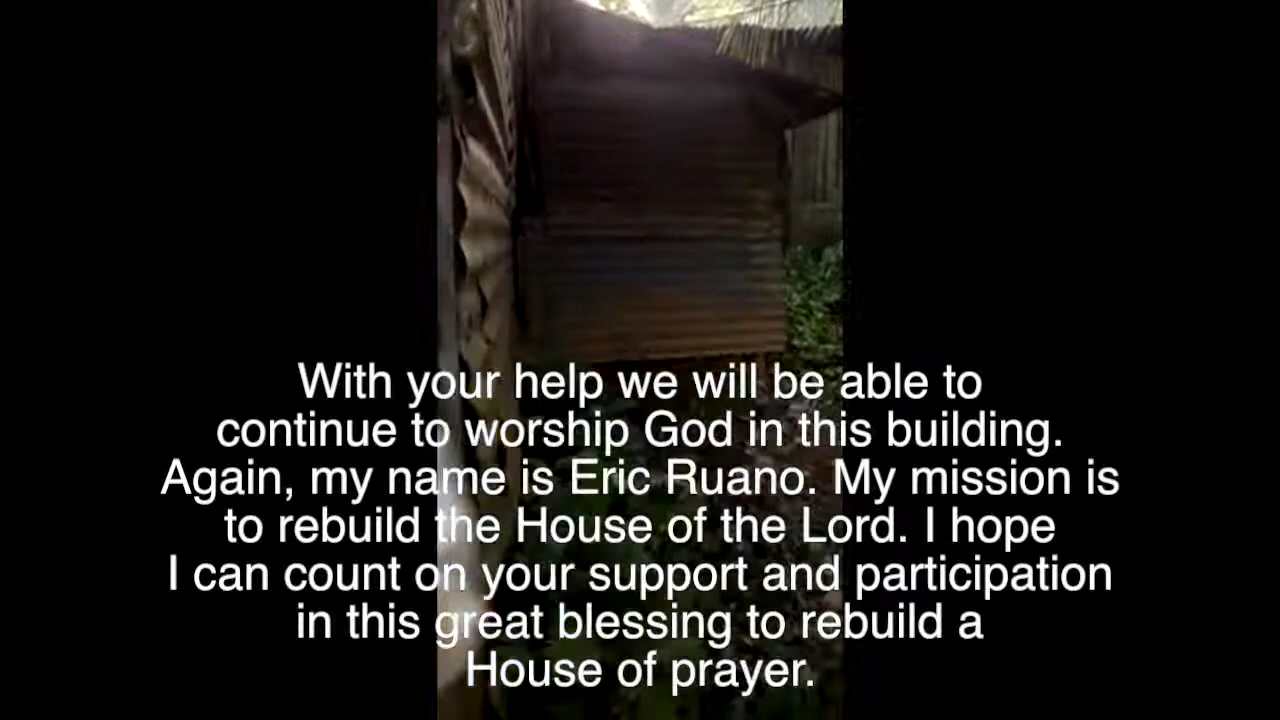 With your help we will be able to
continue to worship God in this building.
Again, my name is Eric Ruano. My mission is
to rebuild the House of the Lord. I hope
I can count on your support and participation
in this great blessing to rebuild a
House of prayer.